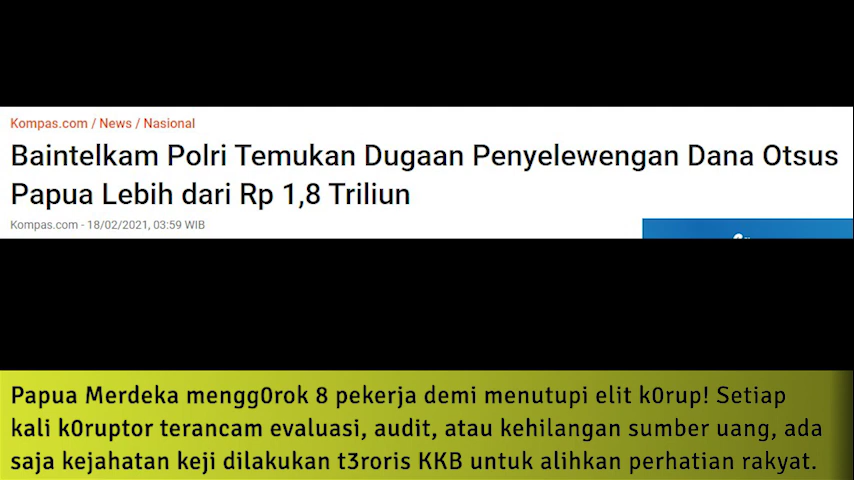 Kompas.com / News / Nasional
Baintelkam Polri Temukan Dugaan Penyelewengan Dana Otsus
Papua Lebih dari Rp 1,8 Triliun
Kompas.com - 18/02/2021, 03:59 WIB
Papua Merdeka mengg0rok 8 pekerja demi menutupi elit k0rup! Setiap
kali k0ruptor terancam evaluasi, audit, atau kehilangan sumber uang, ada
saja kejahatan keji dilakukan t3roris KKB untuk alihkan perhatian rakyat.